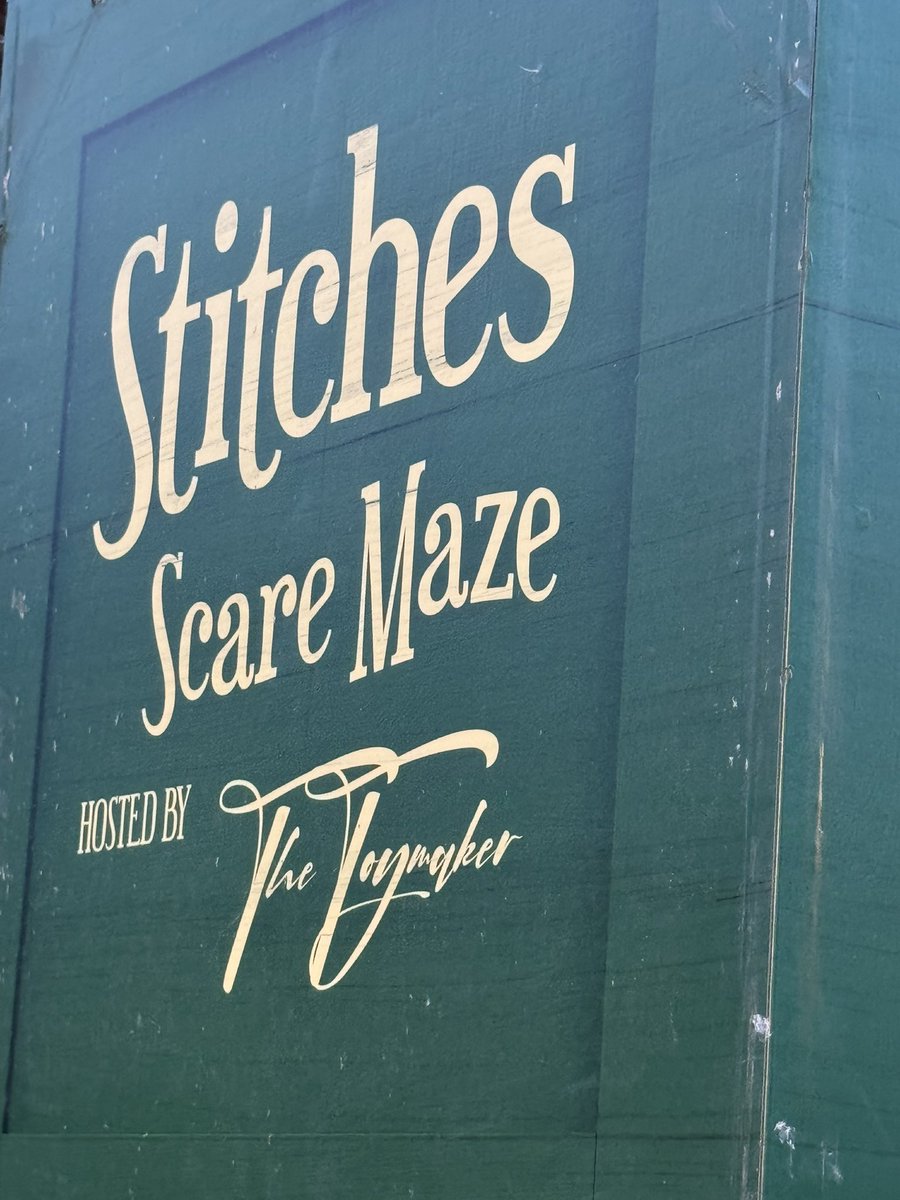 Stitches
Scare Maze
HOSTED BY The Toymaker